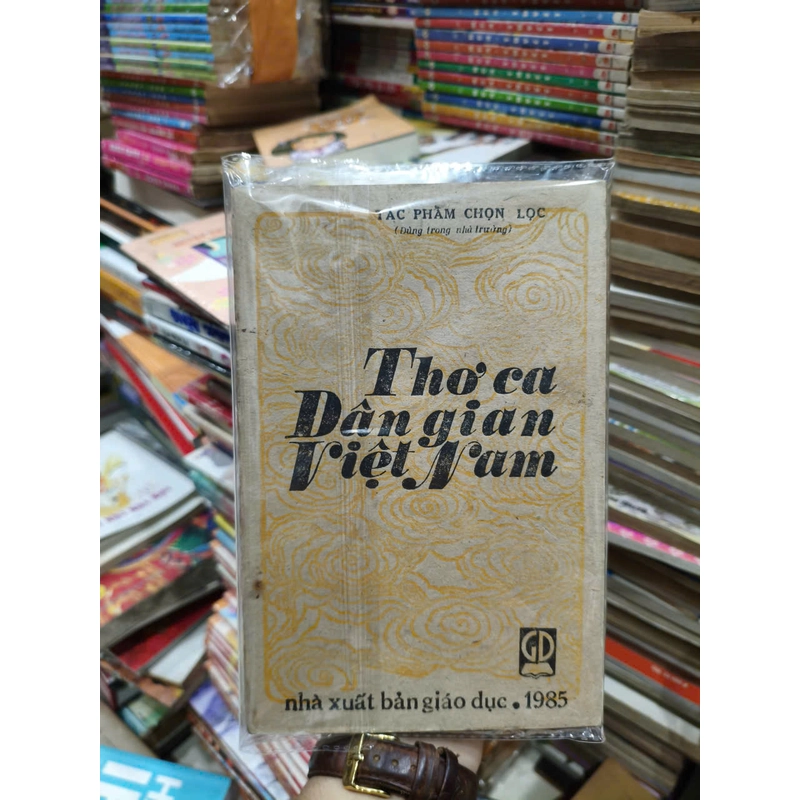 TÁC PHẨM CHỌN LỌC
(Dùng trong nhà trường)
Thơ ca
Dân gian
Việt Nam
GD
nhà xuất bản giáo dục • 1985